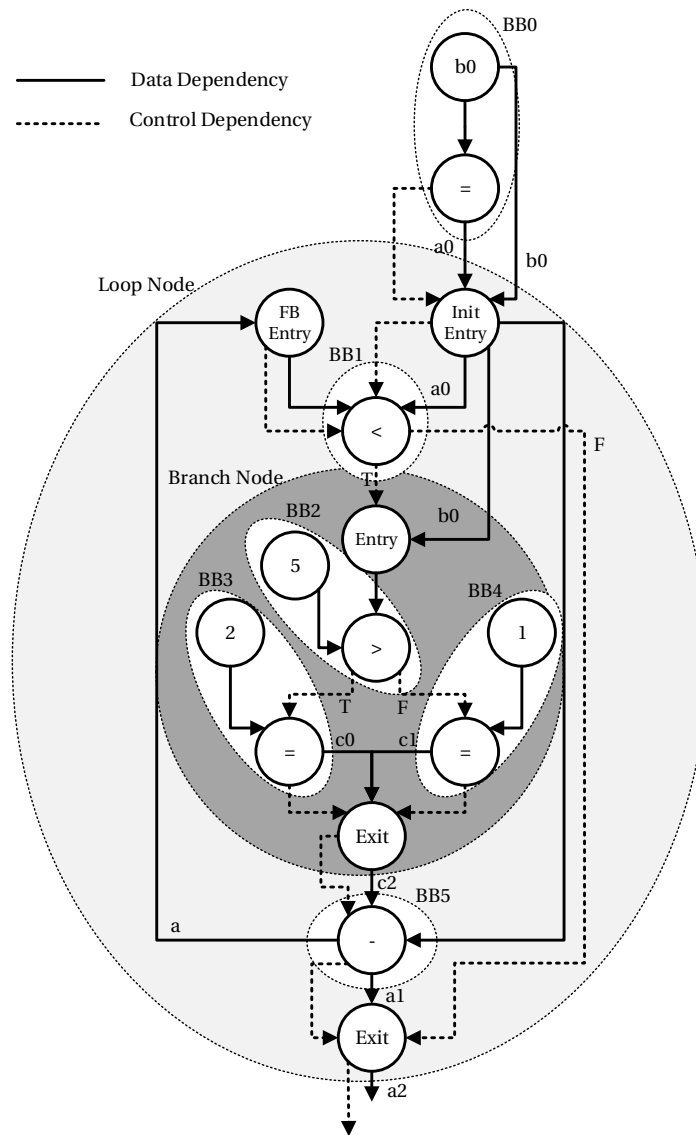 BB0
b0
Data Dependency
Control Dependency
=
a0
b0
Loop Node
FB
Entry
Init
Entry
BB1
a0
<
F
T
Branch Node
b0
BB2
Entry
5
BB3
BB4
2
1
>
T
F
c0
c1
=
=
Exit
c2
BB5
a
-
a1
Exit
a2